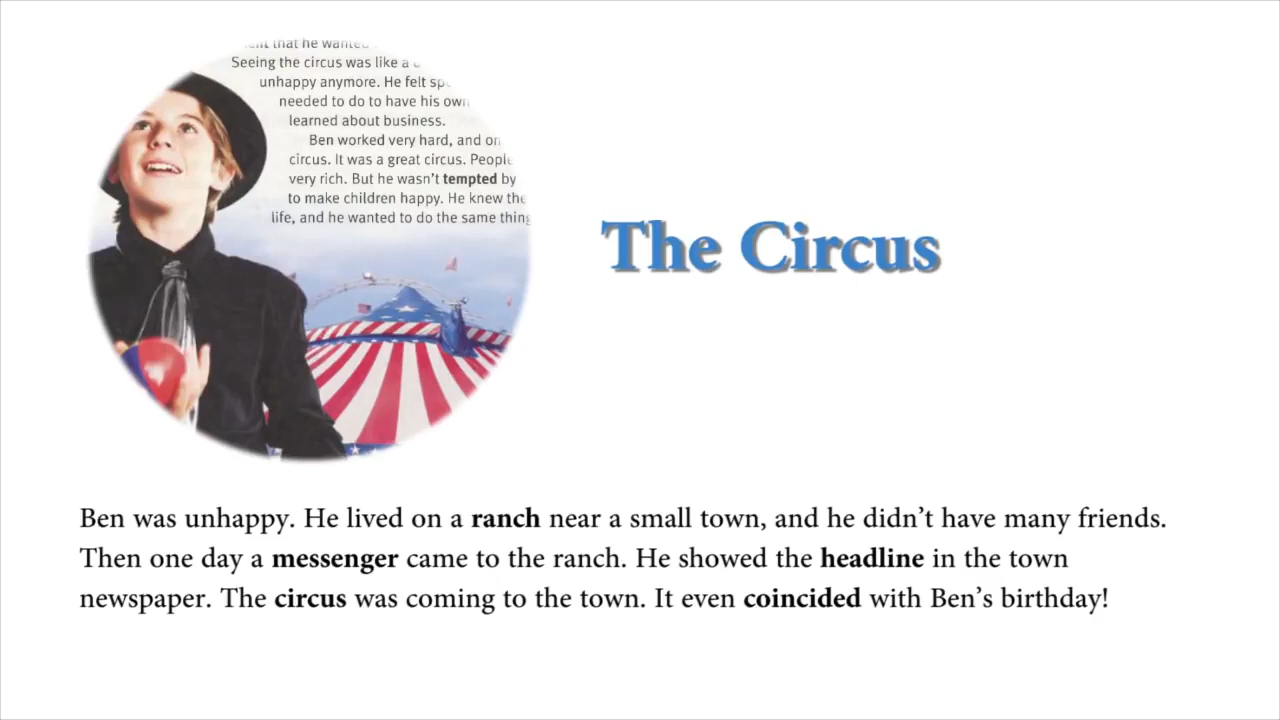 that he wanted
Seeing the circus was like a
unhappy anymore. He felt
needed to do to have his own
learned about business.
Ben worked very hard, and on
circus. It was a great circus. People
very rich. But he wasn't tempted by
to make children happy. He knew the
life, and he wanted to do the same thing
The Circus
Ben was unhappy. He lived on a ranch near a small town, and he didn't have many friends.
Then one day a messenger came to the ranch. He showed the headline in the town
newspaper. The circus was coming to the town. It even coincided with Ben's birthday!